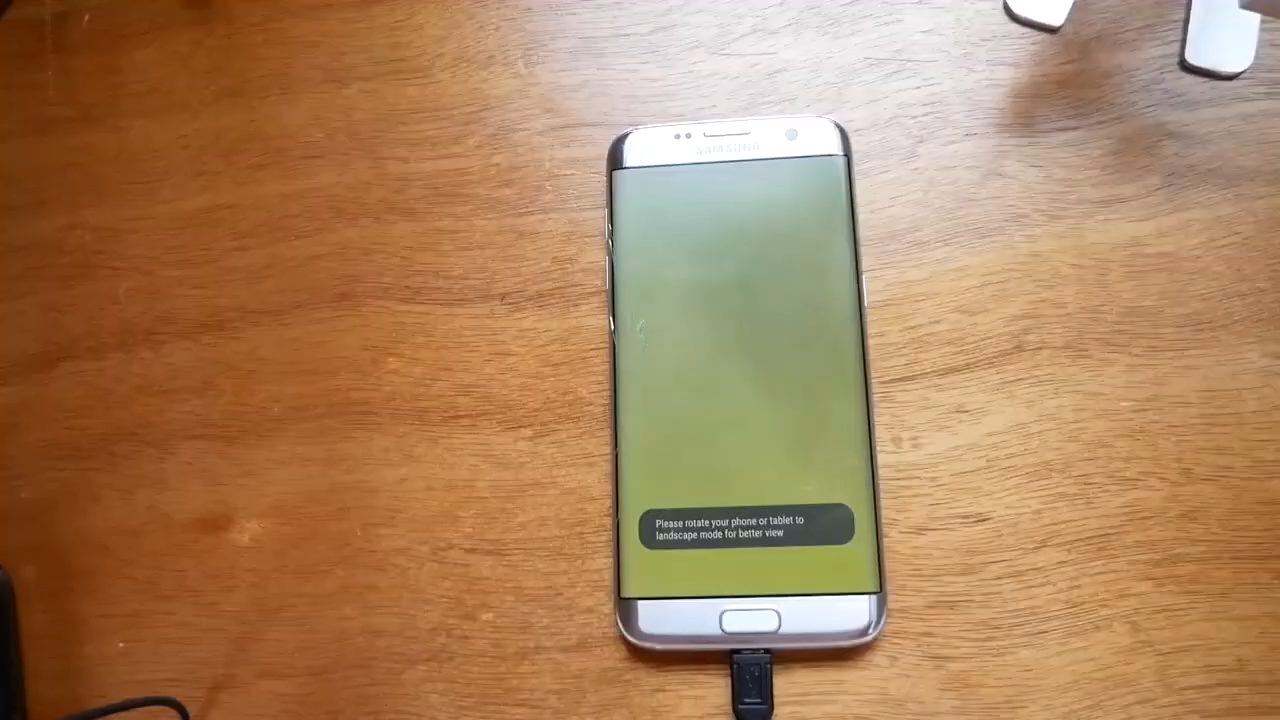 SAMSUNG
Please rotate your phone or tablet to
landscape mode for better view